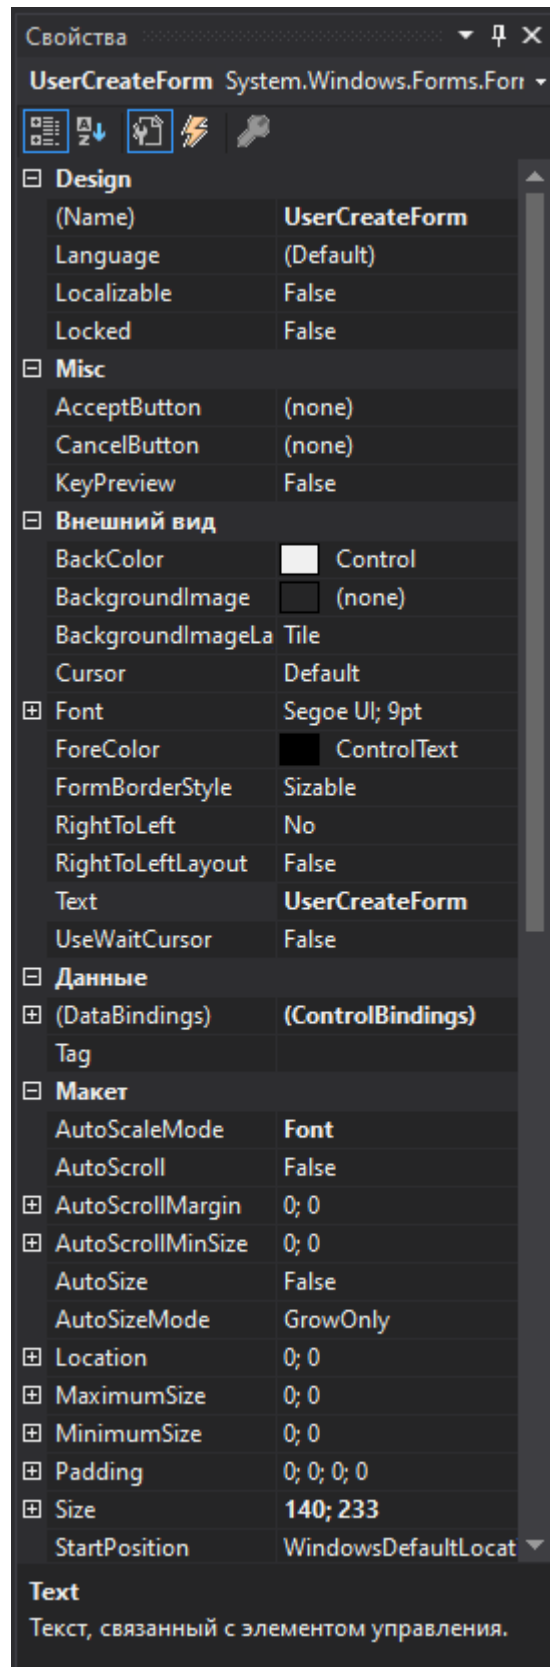 Свойства
UserCreateForm System.Windows.Forms.Forr
Design
(Name) UserCreateForm
Language (Default)
Localizable False
Locked False
Misc
AcceptButton (none)
CancelButton (none)
KeyPreview False
Внешний вид
BackColor Control
BackgroundImage (none)
BackgroundImageLa Tile
Cursor Default
Font Segoe UI; 9pt
ForeColor ControlText
FormBorderStyle Sizable
RightToLeft No
RightToLeftLayout False
Text UserCreateForm
UseWaitCursor False
Данные
(DataBindings) (ControlBindings)
Tag
Макет
AutoScaleMode Font
AutoScroll False
AutoScrollMargin 0; 0
AutoScrollMinSize 0; 0
AutoSize False
AutoSizeMode GrowOnly
Location 0; 0
MaximumSize 0; 0
MinimumSize 0; 0
Padding 0; 0; 0; 0
Size 140; 233
StartPosition WindowsDefaultLocat
Text
Текст, связанный с элементом управления.